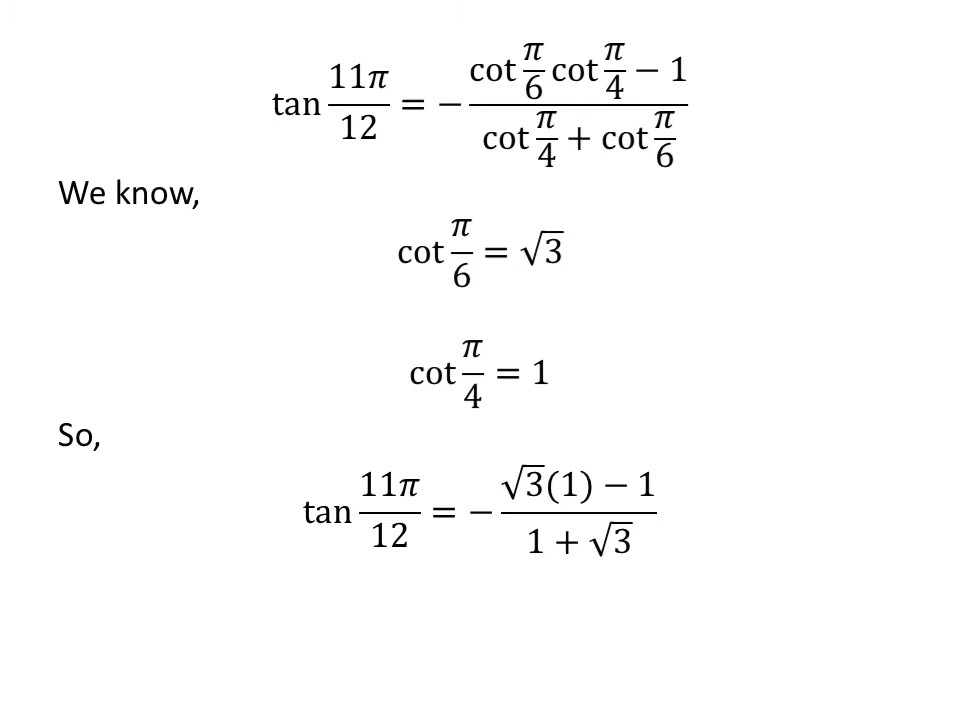 tan 11π/12 = − (cot π/6 cot π/4 − 1)/(cot π/4 + cot π/6)
We know,
cot π/6 = √3
cot π/4 = 1
So,
tan 11π/12 = − (√3(1) − 1)/(1 + √3)